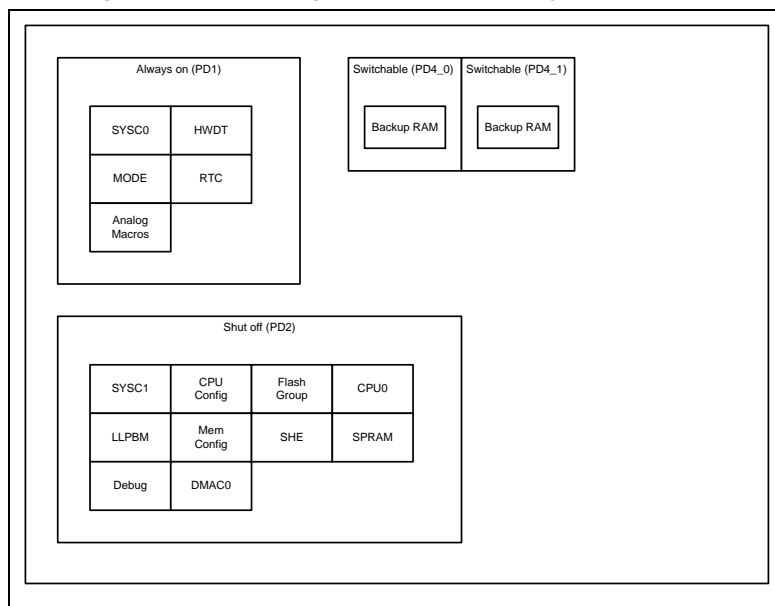 Always on (PD1)
SYSC0
HWDT
MODE
RTC
Analog
Macros
Switchable (PD4_0)
Switchable (PD4_1)
Backup RAM
Backup RAM
Shut off (PD2)
SYSC1
CPU
Config
Flash
Group
CPU0
LLPBM
Mem
Config
SHE
SPRAM
Debug
DMAC0